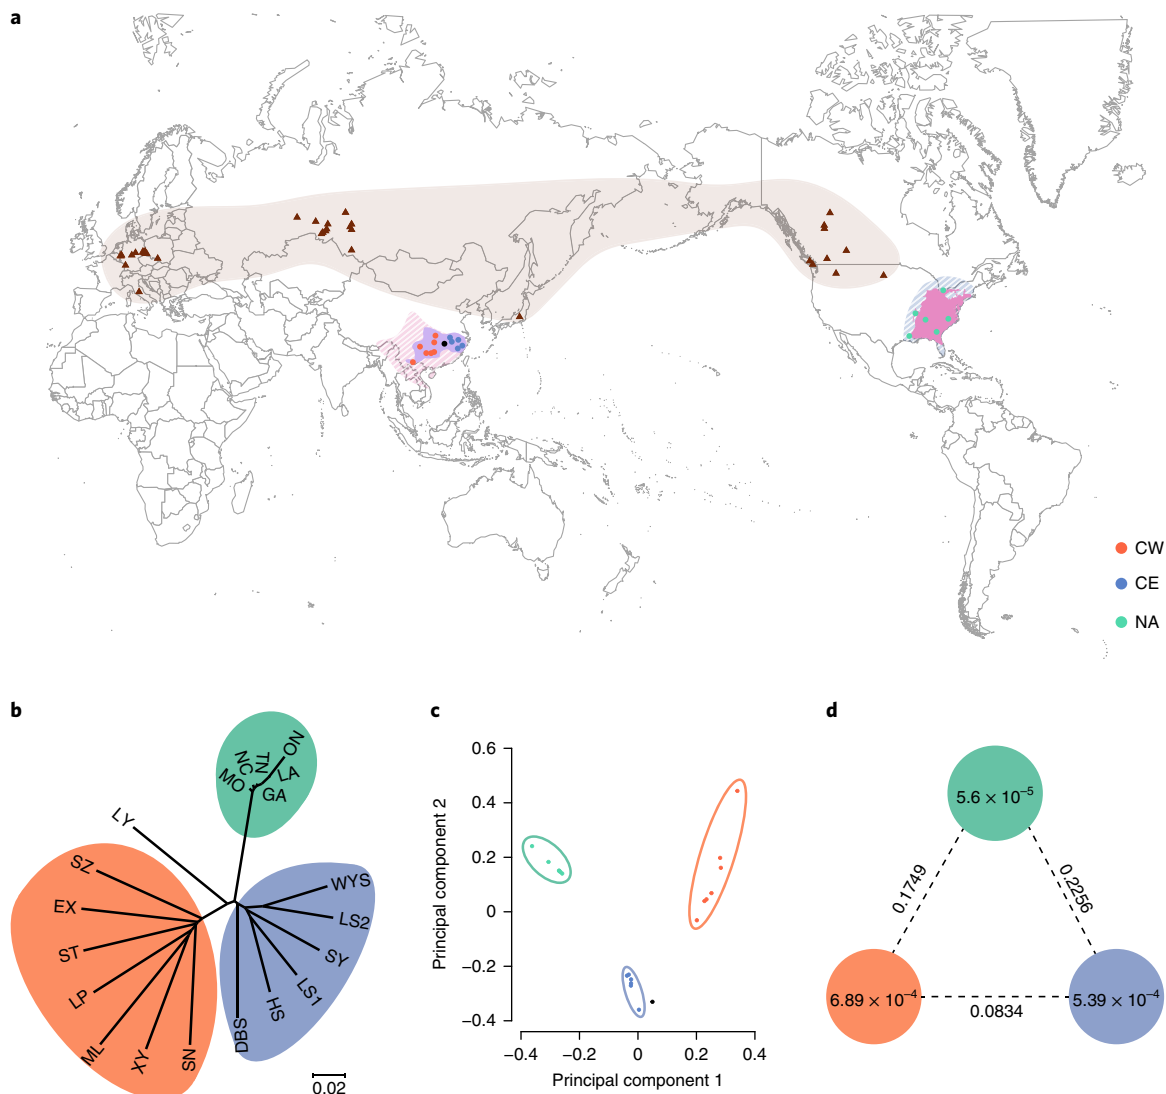 a
CW
CE
NA
b
ON
TN
NC
LA
MO
GA
LY
SZ
EX
ST
LP
ML
XY
SN
WYS
LS2
SY
LS1
HS
DBS
0.02
c
Principal component 2
0.6
0.4
0.2
0
−0.2
−0.4
−0.4 −0.2 0 0.2 0.4
Principal component 1
d
5.6 × 10⁻⁵
0.1749
0.2256
6.89 × 10⁻⁴
5.39 × 10⁻⁴
0.0834